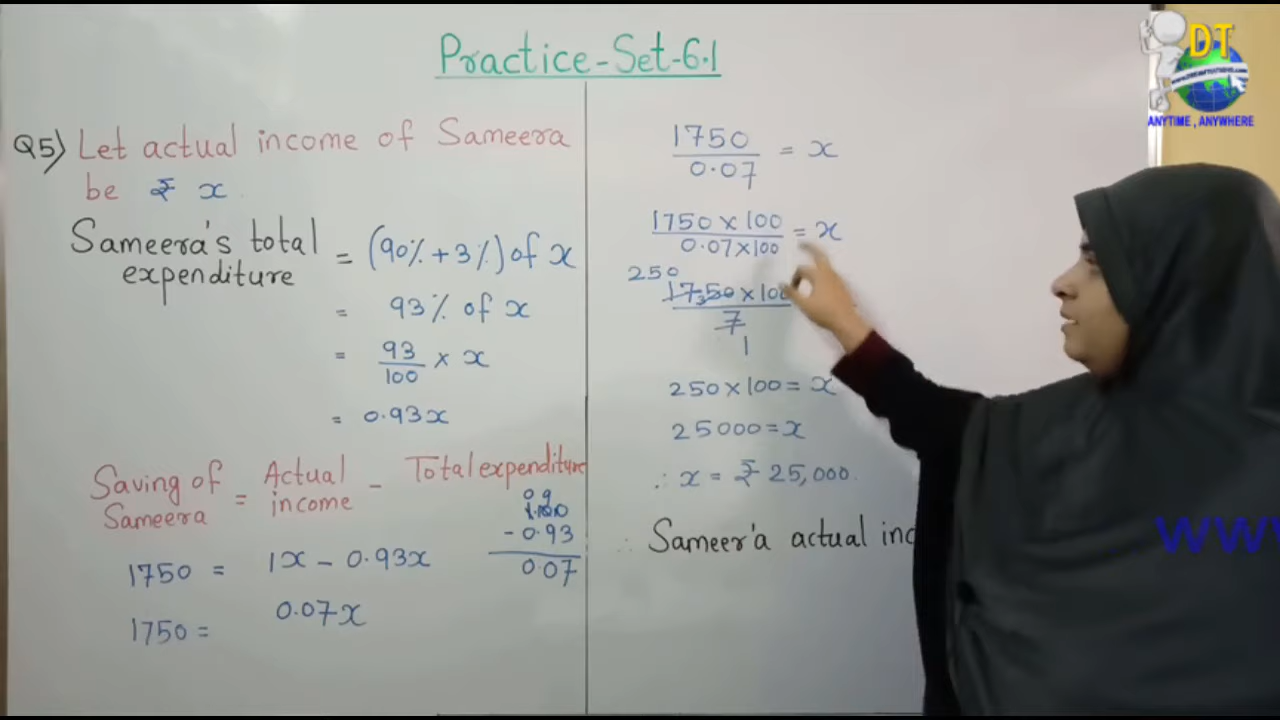 Practice-Set-6.1
Q5) Let actual income of Sameera
be ₹ x.
Sameera's total
expenditure
= (90% + 3%) of x
= 93% of x
= 93/100 × x
= 0.93x
Saving of
Sameera
= Actual
income
- Total expenditure
1750 = 1x - 0.93x
1750 = 0.07x
0 9
1.00
- 0.93
0.07
1750/0.07 = x
1750 × 100/0.07 × 100 = x
250
1750 × 100
7
1
250 × 100 = x
25000 = x
∴ x = ₹ 25,000.
∴ Sameer'a actual inc
DT
ANYTIME , ANYWHERE
www